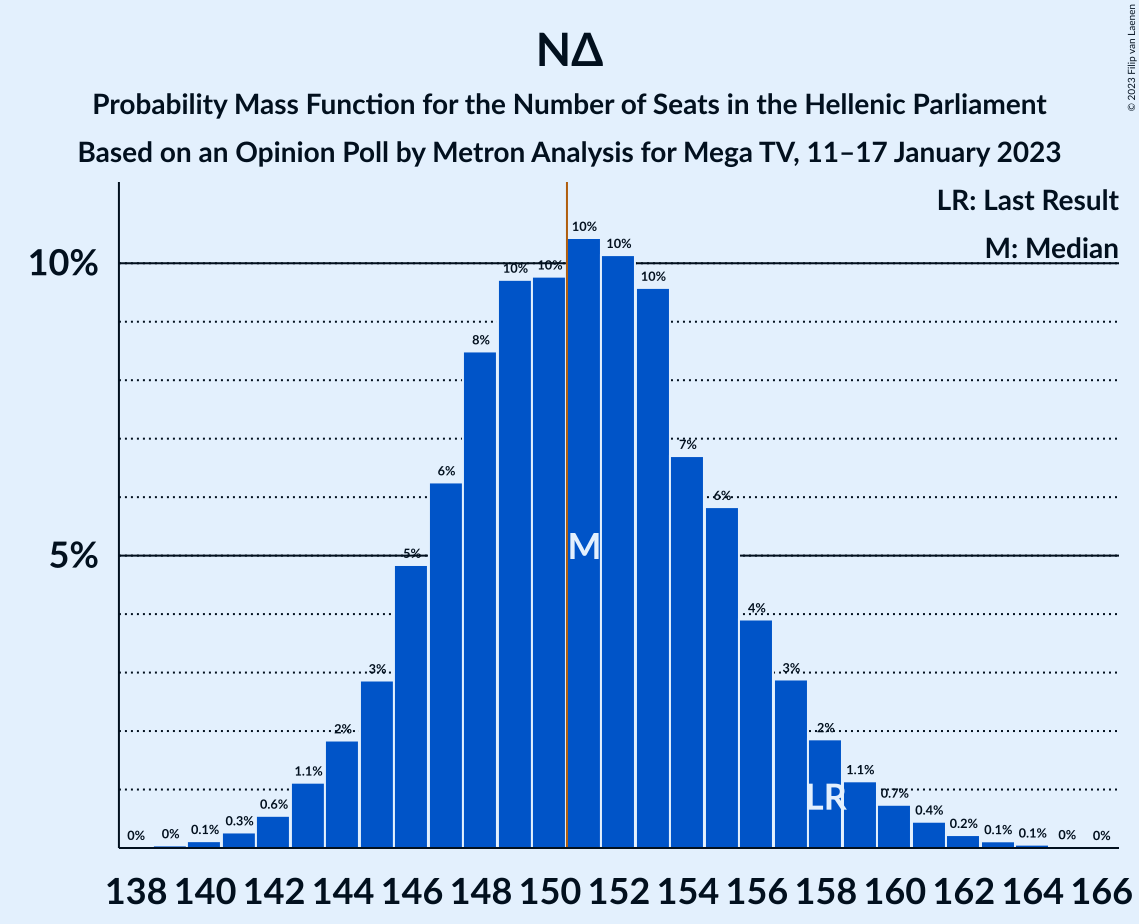 © 2023 Filip van Laenen
ΝΔ
Probability Mass Function for the Number of Seats in the Hellenic Parliament
Based on an Opinion Poll by Metron Analysis for Mega TV, 11–17 January 2023
LR: Last Result
M: Median
10%
5%
0% 0% 0.1% 0.3% 0.6% 1.1% 2% 3% 5% 6% 8% 10% 10% 10% 10% 10% 7% 6% 4% 3% 2% 1.1% 0.7% 0.4% 0.2% 0.1% 0.1% 0% 0%
M
LR
138 140 142 144 146 148 150 152 154 156 158 160 162 164 166